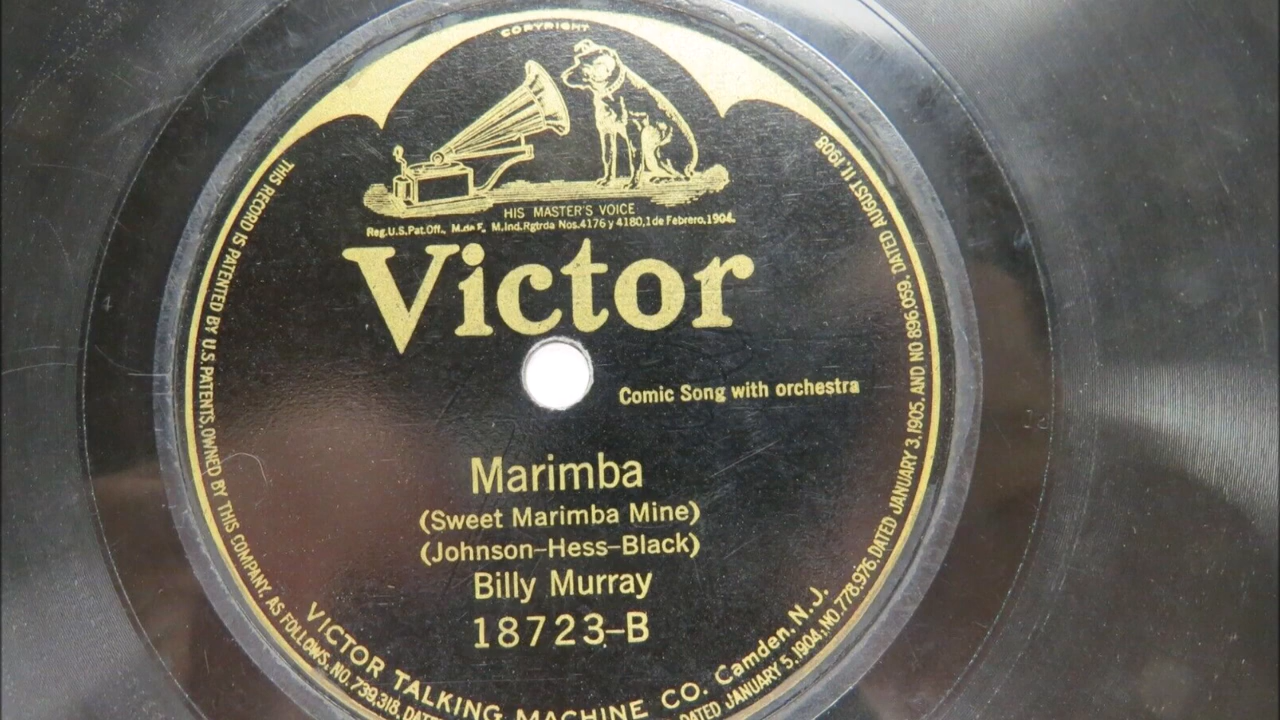 COPYRIGHT
HIS MASTER'S VOICE
Reg.U.S.Pat.Off., M.de F. M.Ind.Rgtrda Nos.4176 y 4180,1 de Febrero.1904.
Victor
Comic Song with orchestra
Marimba
(Sweet Marimba Mine)
(Johnson–Hess–Black)
Billy Murray
18723–B
VICTOR TALKING MACHINE CO. Camden. N. J.
THIS RECORD IS PATENTED BY U.S. PATENTS, OWNED BY THIS COMPANY, AS FOLLOWS. NO. 739,318, DATE
DATED JANUARY 5, 1904; NO. 778,976, DATED JANUARY 3, 1905. AND NO 896,059, DATED AUGUST 11, 1908